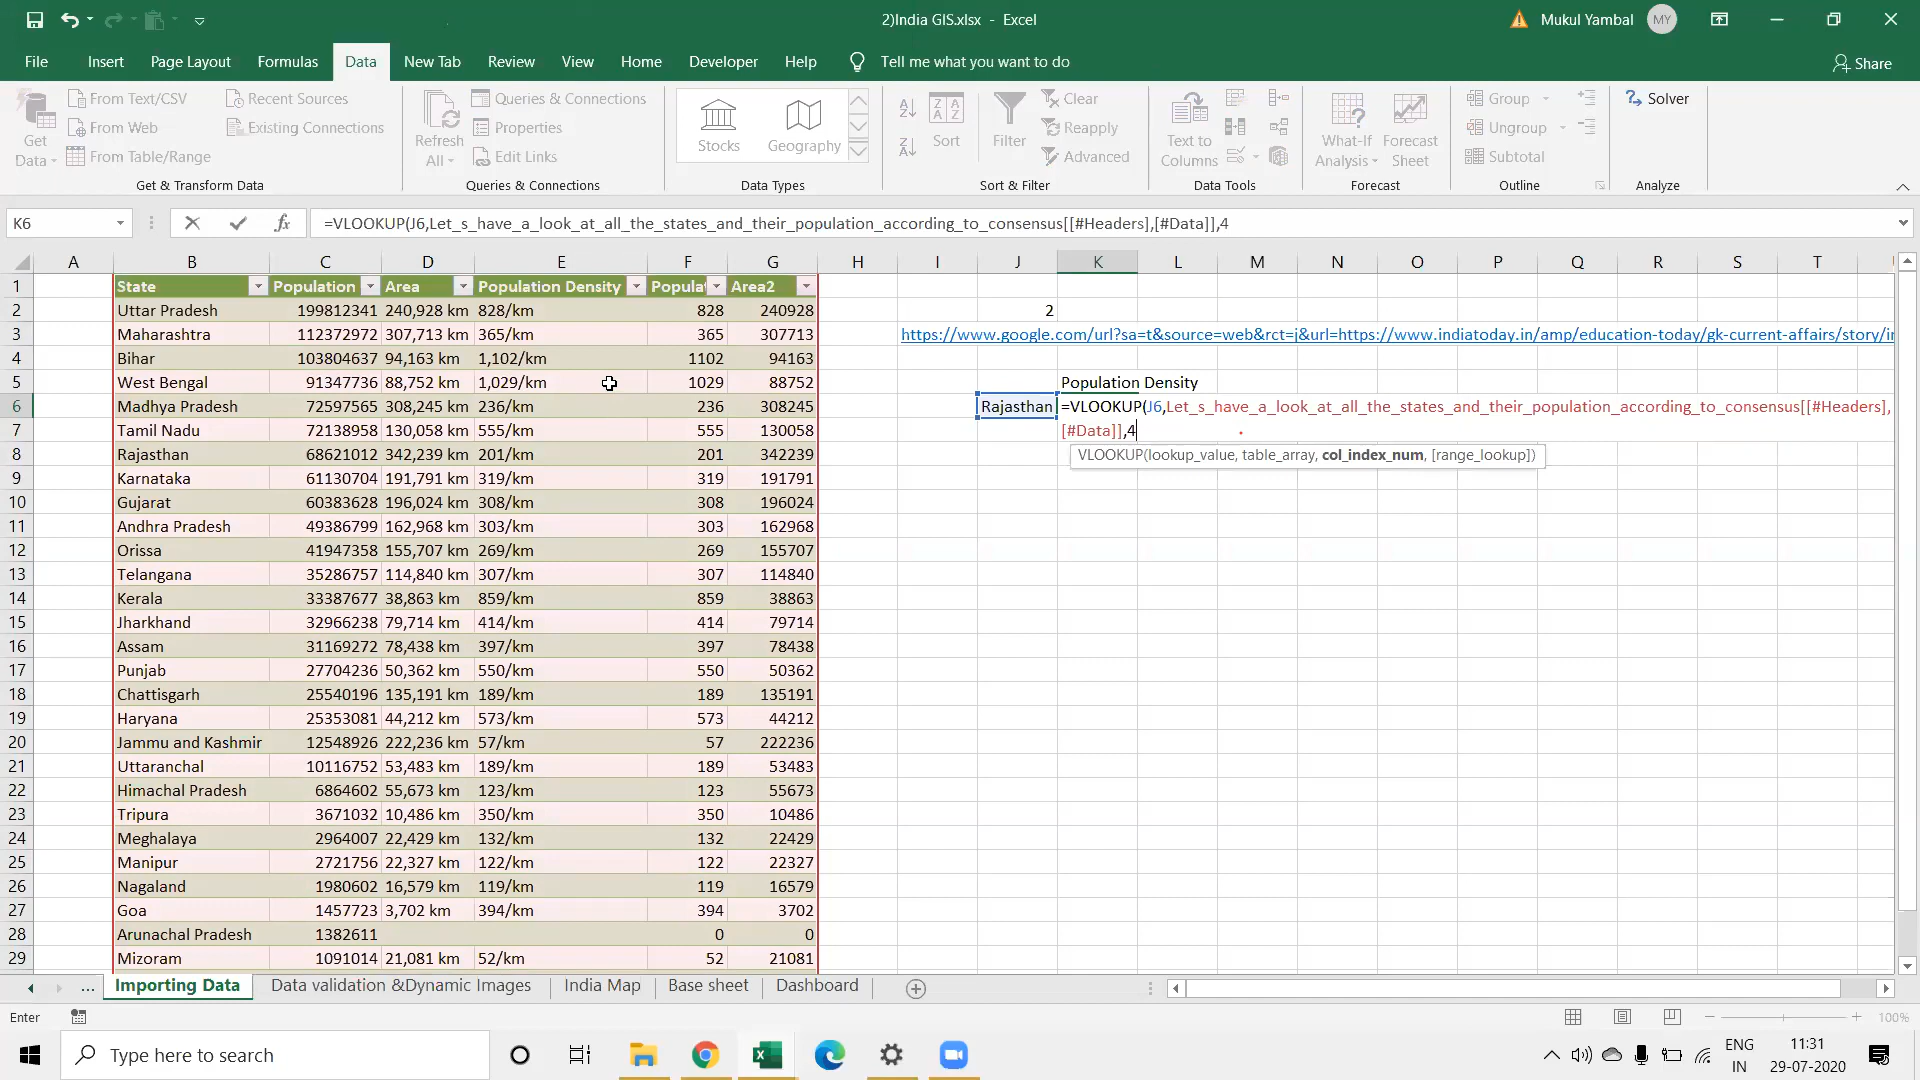 2)India GIS.xlsx - Excel
Mukul Yambal MY
File Insert Page Layout Formulas Data New Tab Review View Home Developer Help Tell me what you want to do Share
Get Data
From Text/CSV
From Web
From Table/Range
Recent Sources
Existing Connections
Get & Transform Data
Refresh All
Queries & Connections
Properties
Edit Links
Queries & Connections
Stocks Geography
Data Types
Sort
Filter
Clear
Reapply
Advanced
Sort & Filter
Text to Columns
Data Tools
What-If Analysis
Forecast Sheet
Forecast
Group
Ungroup
Subtotal
Outline
Solver
Analyze
K6 fx =VLOOKUP(J6,Let_s_have_a_look_at_all_the_states_and_their_population_according_to_consensus[[#Headers],[#Data]],4
A B C D E F G H I J K L M N O P Q R S T
1 State Population Area Population Density Popula Area2
2 Uttar Pradesh 199812341 240,928 km 828/km 828 240928 2
3 Maharashtra 112372972 307,713 km 365/km 365 307713 https://www.google.com/url?sa=t&source=web&rct=j&url=https://www.indiatoday.in/amp/education-today/gk-current-affairs/story/in
4 Bihar 103804637 94,163 km 1,102/km 1102 94163
5 West Bengal 91347736 88,752 km 1,029/km 1029 88752 Population Density
6 Madhya Pradesh 72597565 308,245 km 236/km 236 308245 Rajasthan =VLOOKUP(J6,Let_s_have_a_look_at_all_the_states_and_their_population_according_to_consensus[[#Headers],
7 Tamil Nadu 72138958 130,058 km 555/km 555 130058 [#Data]],4
8 Rajasthan 68621012 342,239 km 201/km 201 342239 VLOOKUP(lookup_value, table_array, col_index_num, [range_lookup])
9 Karnataka 61130704 191,791 km 319/km 319 191791
10 Gujarat 60383628 196,024 km 308/km 308 196024
11 Andhra Pradesh 49386799 162,968 km 303/km 303 162968
12 Orissa 41947358 155,707 km 269/km 269 155707
13 Telangana 35286757 114,840 km 307/km 307 114840
14 Kerala 33387677 38,863 km 859/km 859 38863
15 Jharkhand 32966238 79,714 km 414/km 414 79714
16 Assam 31169272 78,438 km 397/km 397 78438
17 Punjab 27704236 50,362 km 550/km 550 50362
18 Chattisgarh 25540196 135,191 km 189/km 189 135191
19 Haryana 25353081 44,212 km 573/km 573 44212
20 Jammu and Kashmir 12548926 222,236 km 57/km 57 222236
21 Uttaranchal 10116752 53,483 km 189/km 189 53483
22 Himachal Pradesh 6864602 55,673 km 123/km 123 55673
23 Tripura 3671032 10,486 km 350/km 350 10486
24 Meghalaya 2964007 22,429 km 132/km 132 22429
25 Manipur 2721756 22,327 km 122/km 122 22327
26 Nagaland 1980602 16,579 km 119/km 119 16579
27 Goa 1457723 3,702 km 394/km 394 3702
28 Arunachal Pradesh 1382611 0 0
29 Mizoram 1091014 21,081 km 52/km 52 21081
... Importing Data Data validation &Dynamic Images India Map Base sheet Dashboard
Enter 100%
Type here to search
ENG IN
11:31
29-07-2020